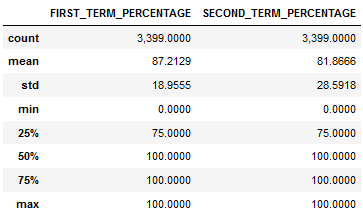 FIRST_TERM_PERCENTAGE SECOND_TERM_PERCENTAGE
count 3,399.0000 3,399.0000
mean 87.2129 81.8666
std 18.9555 28.5918
min 0.0000 0.0000
25% 75.0000 75.0000
50% 100.0000 100.0000
75% 100.0000 100.0000
max 100.0000 100.0000